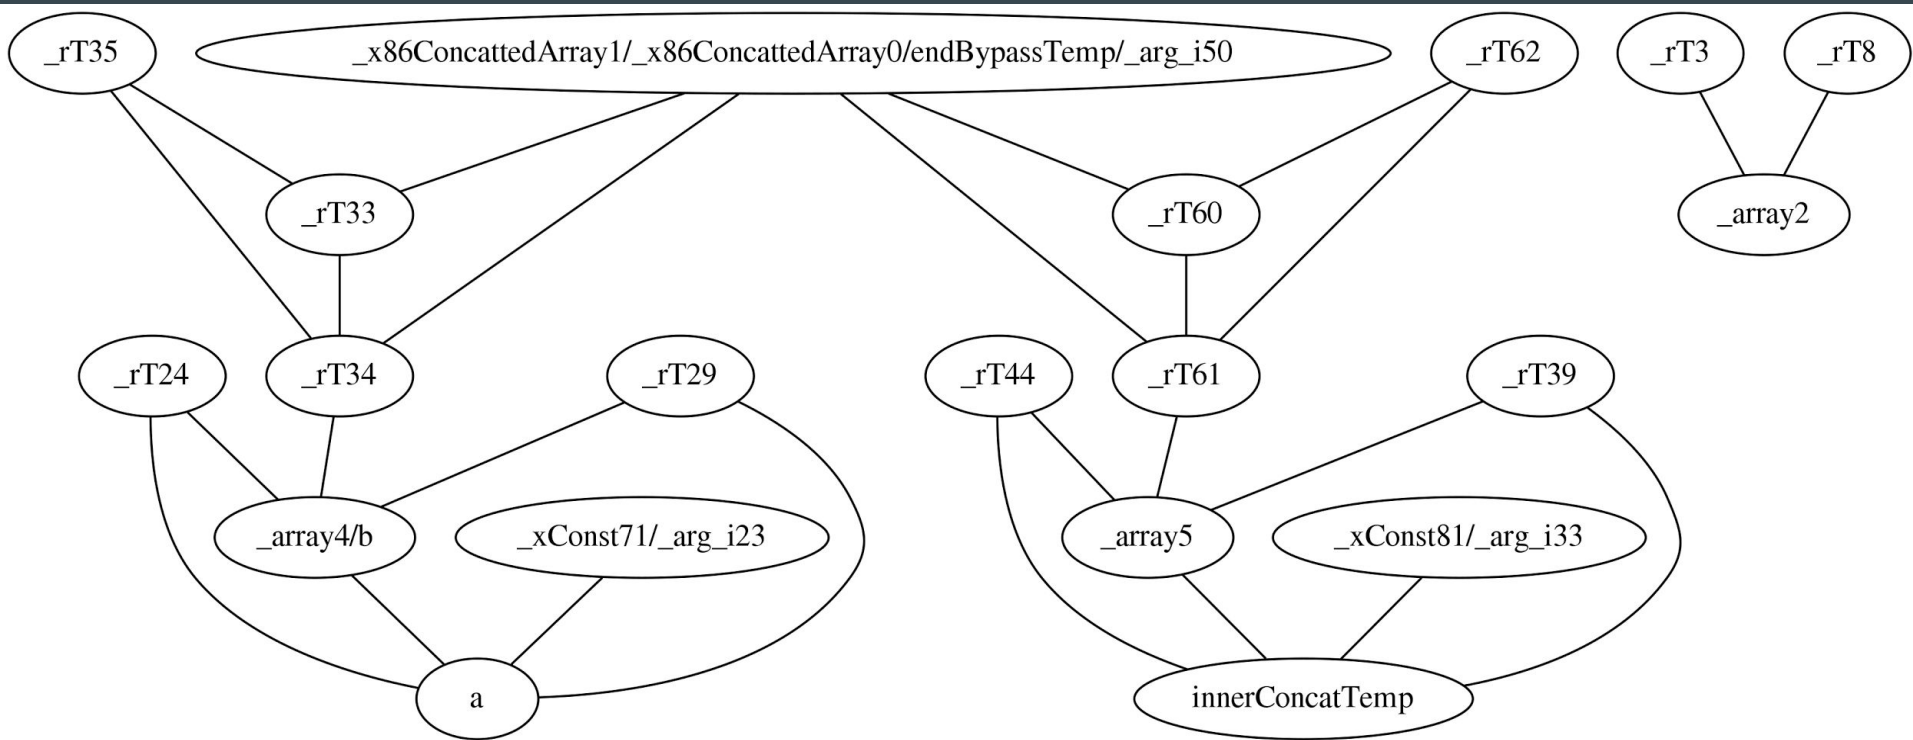 _rT35
_x86ConcattedArray1/_x86ConcattedArray0/endBypassTemp/_arg_i50
_rT62
_rT3
_rT8
_rT33
_rT60
_array2
_rT24
_rT34
_rT29
_rT44
_rT61
_rT39
_array4/b
_xConst71/_arg_i23
_array5
_xConst81/_arg_i33
a
innerConcatTemp